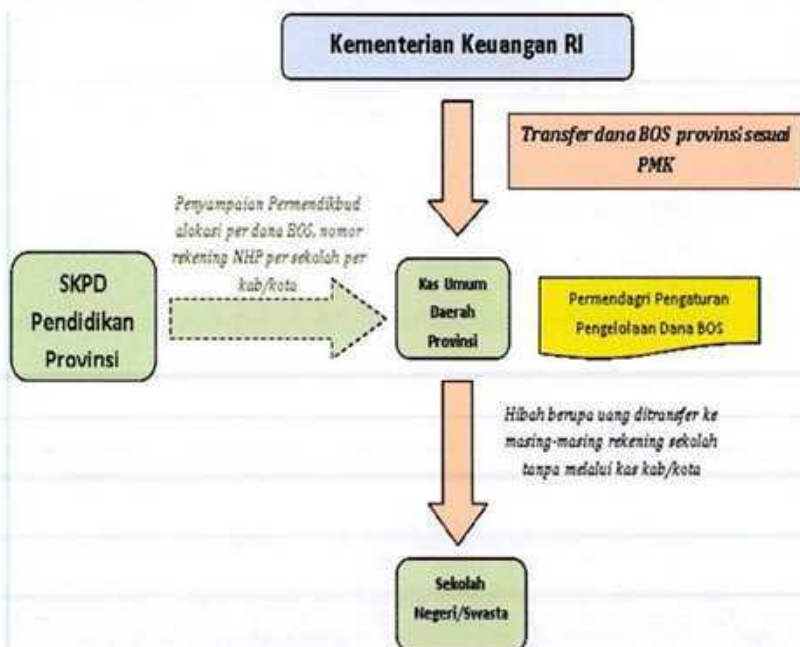 Kementerian Keuangan RI
Transfer dana BOS provinsi sesuai
PMK
Penyampaian Permendikbud
alokasi per dana BOS, nomor
rekening NHP per sekolah per
kab/kota
SKPD
Pendidikan
Provinsi
Kas Umum
Daerah
Provinsi
Permendagri Pengaturan
Pengelolaan Dana BOS
Hibah berupa uang ditransfer ke
masing-masing rekening sekolah
tanpa melalui kas kab/kota
Sekolah
Negeri/Swasta